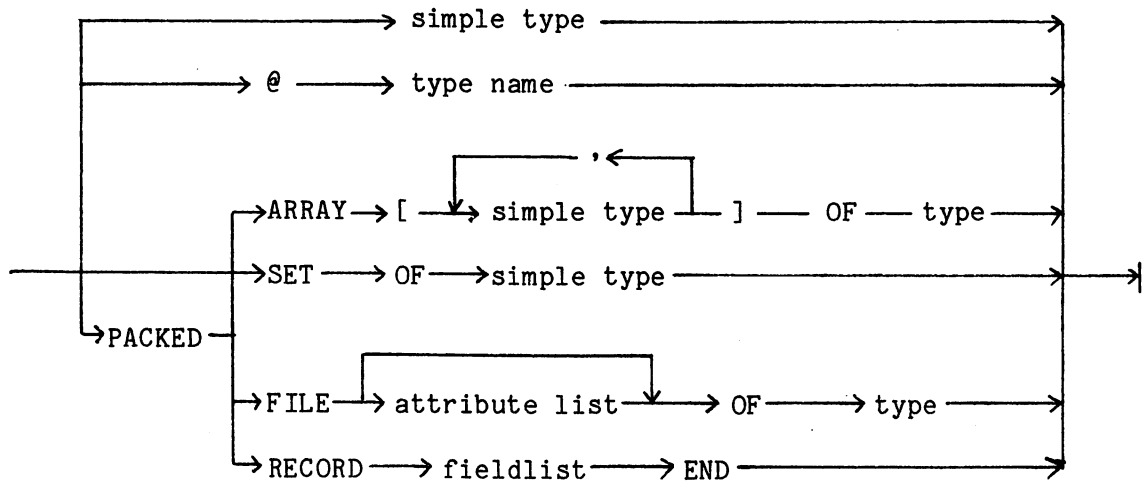 simple type
@ type name
,
ARRAY [ simple type ] OF type
SET OF simple type
PACKED
FILE attribute list OF type
RECORD fieldlist END